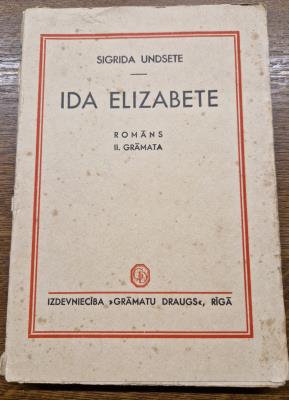 SIGRIDA UNDSETE
IDA ELIZABETE
ROMĀNS
II. GRĀMATA
IZDEVNIECĪBA »GRĀMATU DRAUGS«, RĪGĀ